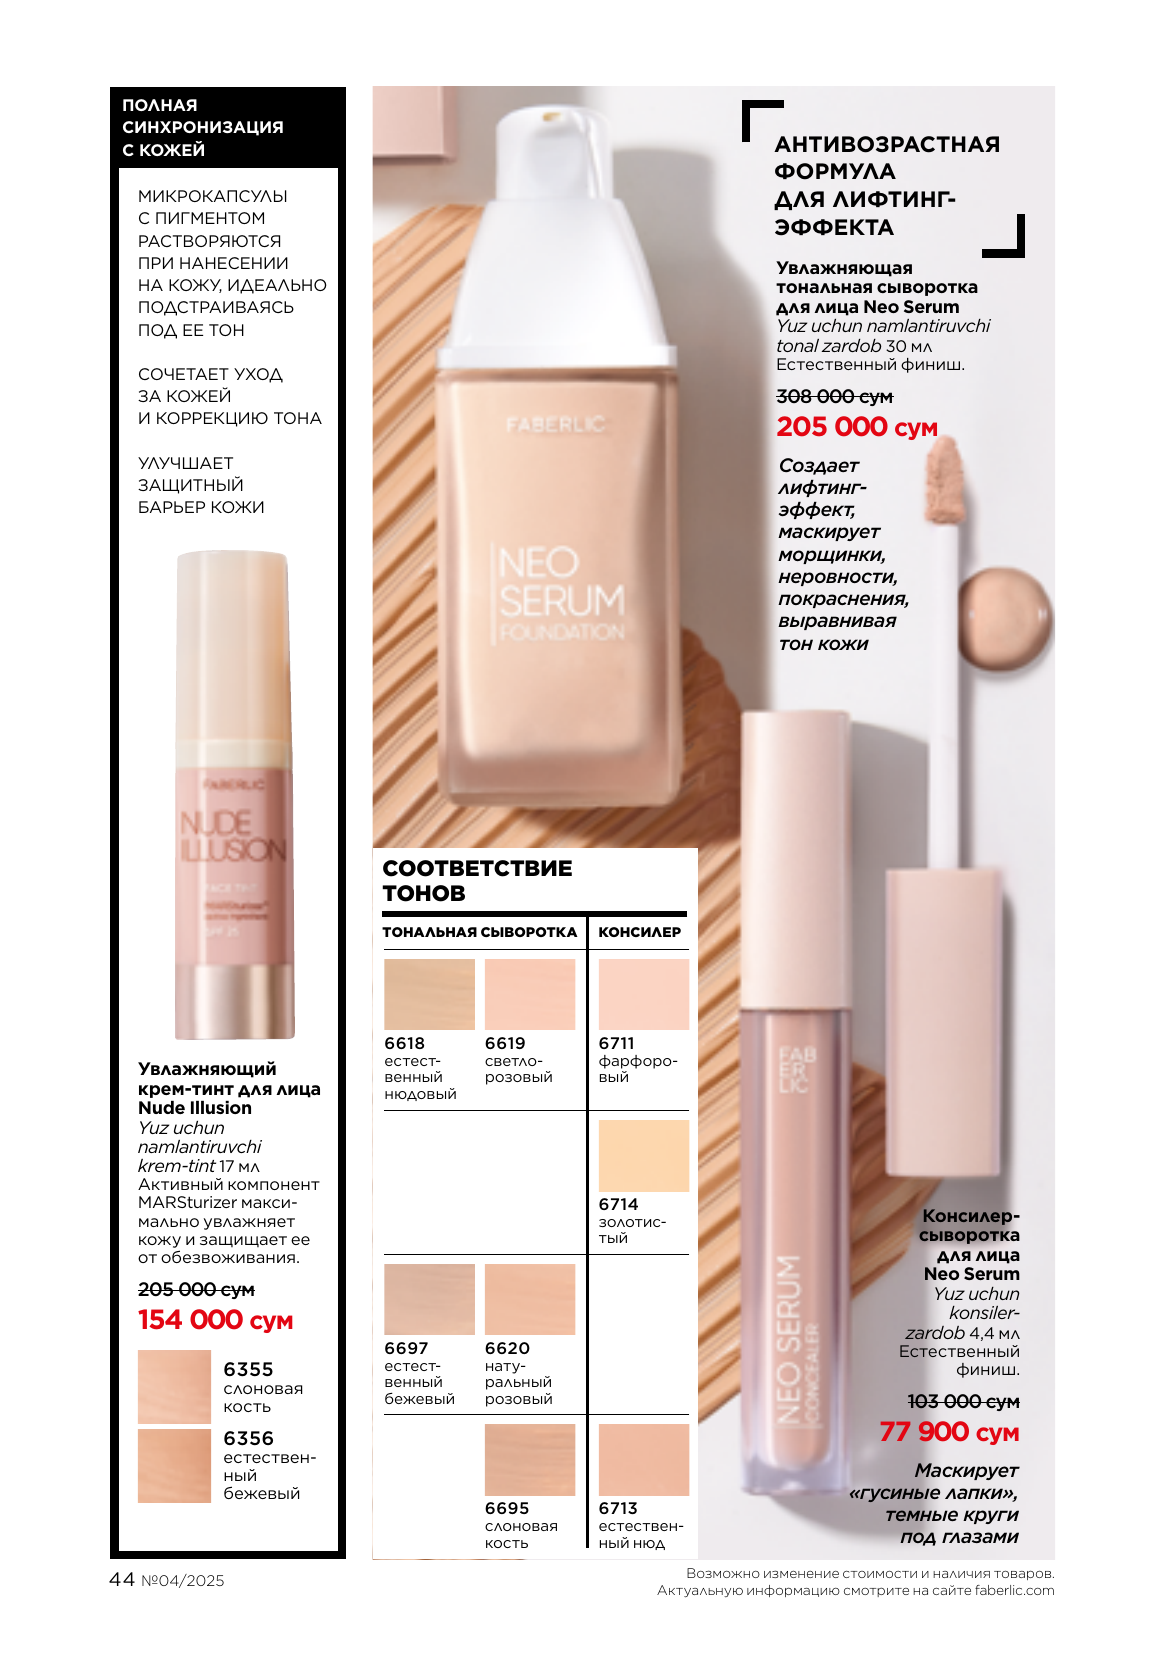 ПОЛНАЯ
СИНХРОНИЗАЦИЯ
С КОЖЕЙ
МИКРОКАПСУЛЫ
С ПИГМЕНТОМ
РАСТВОРЯЮТСЯ
ПРИ НАНЕСЕНИИ
НА КОЖУ, ИДЕАЛЬНО
ПОДСТРАИВАЯСЬ
ПОД ЕЕ ТОН
СОЧЕТАЕТ УХОД
ЗА КОЖЕЙ
И КОРРЕКЦИЮ ТОНА
УЛУЧШАЕТ
ЗАЩИТНЫЙ
БАРЬЕР КОЖИ
FABERLIC
NUDE
ILLUSION
FACE TINT
MARSturizer
SPF 25
Увлажняющий
крем-тинт для лица
Nude Illusion
Yuz uchun
namlantiruvchi
krem-tint 17 мл
Активный компонент
MARSturizer макси-
мально увлажняет
кожу и защищает ее
от обезвоживания.
205 000 сум
154 000 сум
6355
слоновая
кость
6356
естествен-
ный
бежевый
FABERLIC
NEO
SERUM
FOUNDATION
АНТИВОЗРАСТНАЯ
ФОРМУЛА
ДЛЯ ЛИФТИНГ-
ЭФФЕКТА
Увлажняющая
тональная сыворотка
для лица Neo Serum
Yuz uchun namlantiruvchi
tonal zardob 30 мл
Естественный финиш.
308 000 сум
205 000 сум
Создает
лифтинг-
эффект,
маскирует
морщинки,
неровности,
покраснения,
выравнивая
тон кожи
СООТВЕТСТВИЕ
ТОНОВ
ТОНАЛЬНАЯ СЫВОРОТКА КОНСИЛЕР
6618
естест-
венный
нюдовый
6619
светло-
розовый
6711
фарфоро-
вый
6714
золотис-
тый
6697
естест-
венный
бежевый
6620
нату-
ральный
розовый
6695
слоновая
кость
6713
естествен-
ный нюд
FAB
ERL
LIC
NEO SERUM
CONCEALER
Консилер-
сыворотка
для лица
Neo Serum
Yuz uchun
konsiler-
zardob 4,4 мл
Естественный
финиш.
103 000 сум
77 900 сум
Маскирует
«гусиные лапки»,
темные круги
под глазами
44 №04/2025
Возможно изменение стоимости и наличия товаров.
Актуальную информацию смотрите на сайте faberlic.com